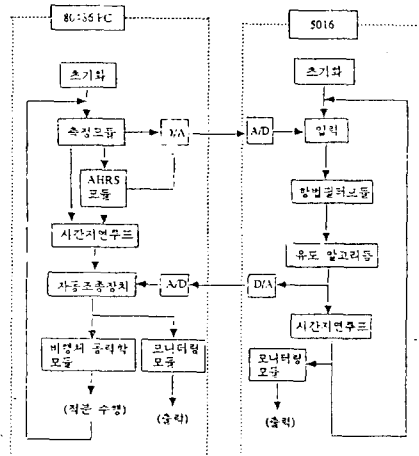 5016
초기화
측정모듈
D/A
AHRS
모듈
시간지연루프
자동조종장치
A/D
비행체 동력학
모듈
모니터링
모듈
(적분 수행)
(출력)
초기화
A/D
입력
항법필터모듈
유도 알고리듬
D/A
시간지연루프
모니터링
모듈
(출력)